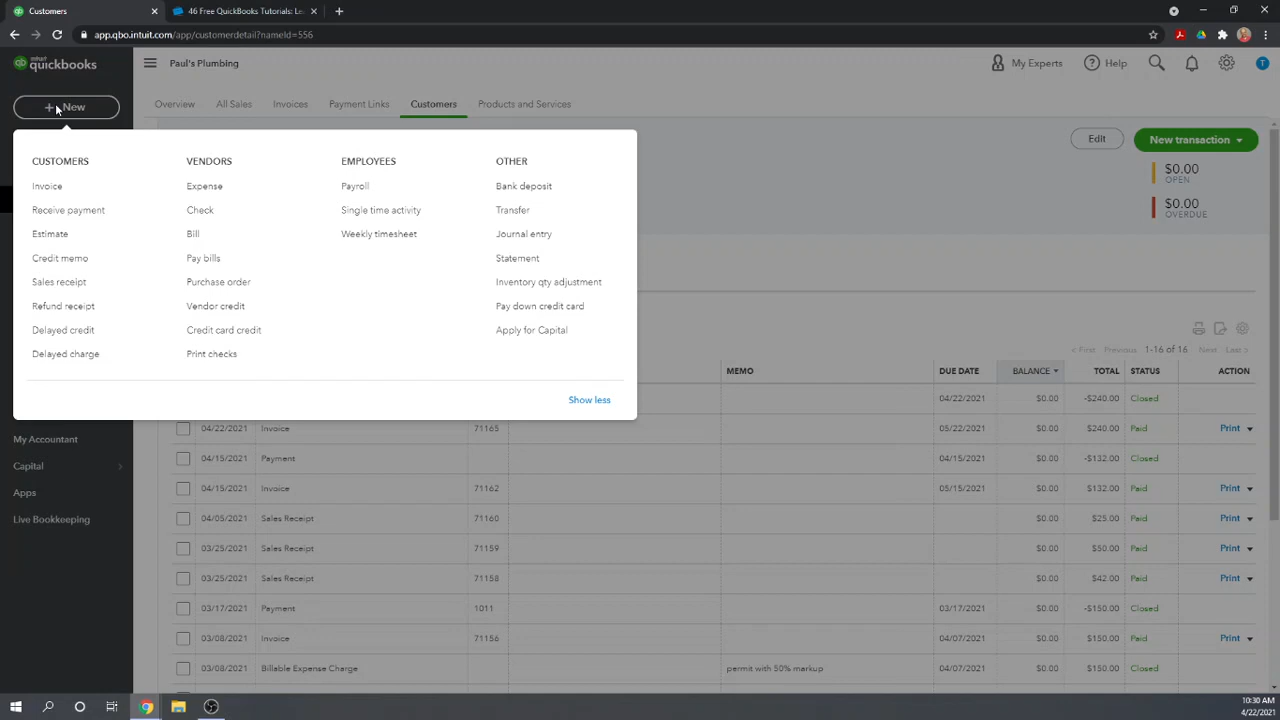 Customers
46 Free QuickBooks Tutorials: Le
app.qbo.intuit.com/app/customerdetail?nameId=556
intuit quickbooks
Paul's Plumbing
My Experts
Help
T
+ New
Overview
All Sales
Invoices
Payment Links
Customers
Products and Services
Edit
New transaction
$0.00
OPEN
$0.00
OVERDUE
CUSTOMERS
Invoice
Receive payment
Estimate
Credit memo
Sales receipt
Refund receipt
Delayed credit
Delayed charge
VENDORS
Expense
Check
Bill
Pay bills
Purchase order
Vendor credit
Credit card credit
Print checks
EMPLOYEES
Payroll
Single time activity
Weekly timesheet
OTHER
Bank deposit
Transfer
Journal entry
Statement
Inventory qty adjustment
Pay down credit card
Apply for Capital
Show less
My Accountant
Capital
Apps
Live Bookkeeping
< First Previous 1-16 of 16 Next Last >
MEMO DUE DATE BALANCE TOTAL STATUS ACTION
04/22/2021 $0.00 -$240.00 Closed
04/22/2021 Invoice 71165 05/22/2021 $0.00 $240.00 Paid Print
04/15/2021 Payment 04/15/2021 $0.00 -$132.00 Closed
04/15/2021 Invoice 71162 05/15/2021 $0.00 $132.00 Paid Print
04/05/2021 Sales Receipt 71160 $0.00 $25.00 Paid Print
03/25/2021 Sales Receipt 71159 $0.00 $50.00 Paid Print
03/25/2021 Sales Receipt 71158 $0.00 $42.00 Paid Print
03/17/2021 Payment 1011 03/17/2021 $0.00 -$150.00 Closed
03/08/2021 Invoice 71156 04/07/2021 $0.00 $150.00 Paid Print
03/08/2021 Billable Expense Charge permit with 50% markup 04/07/2021 $0.00 $150.00 Closed
10:30 AM
4/22/2021